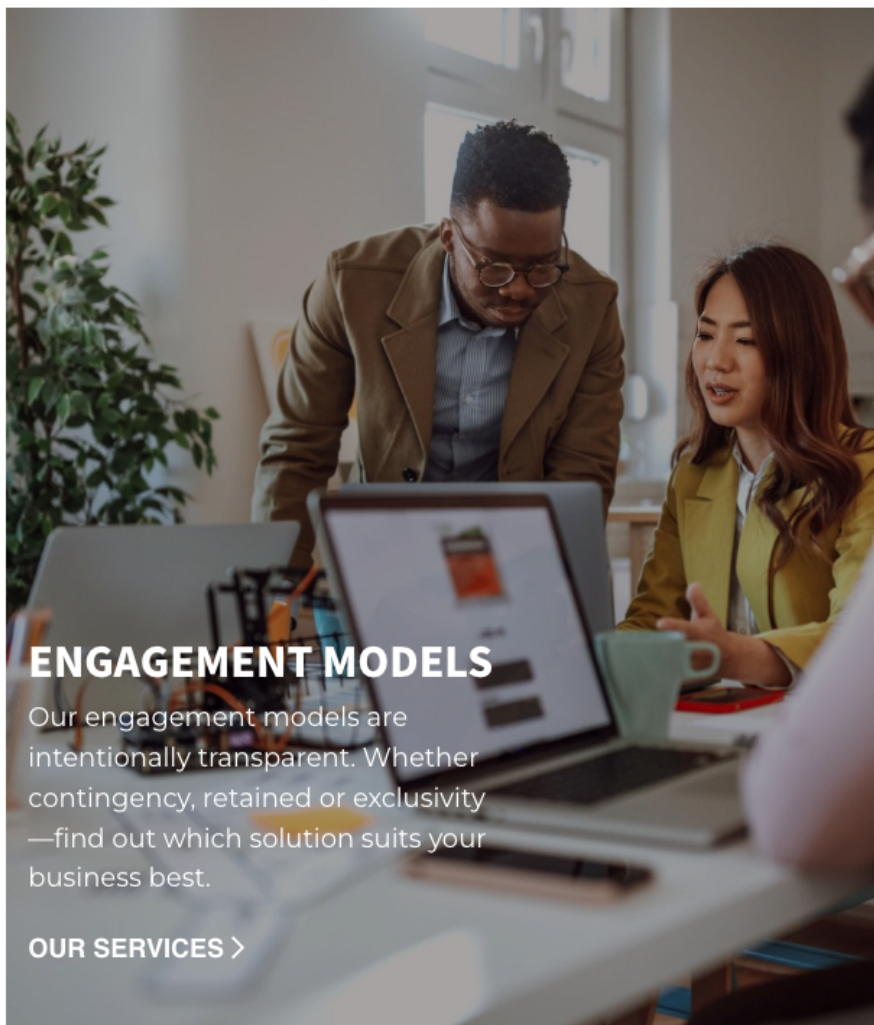 ENGAGEMENT MODELS
Our engagement models are
intentionally transparent. Whether
contingency, retained or exclusivity
—find out which solution suits your
business best.
OUR SERVICES